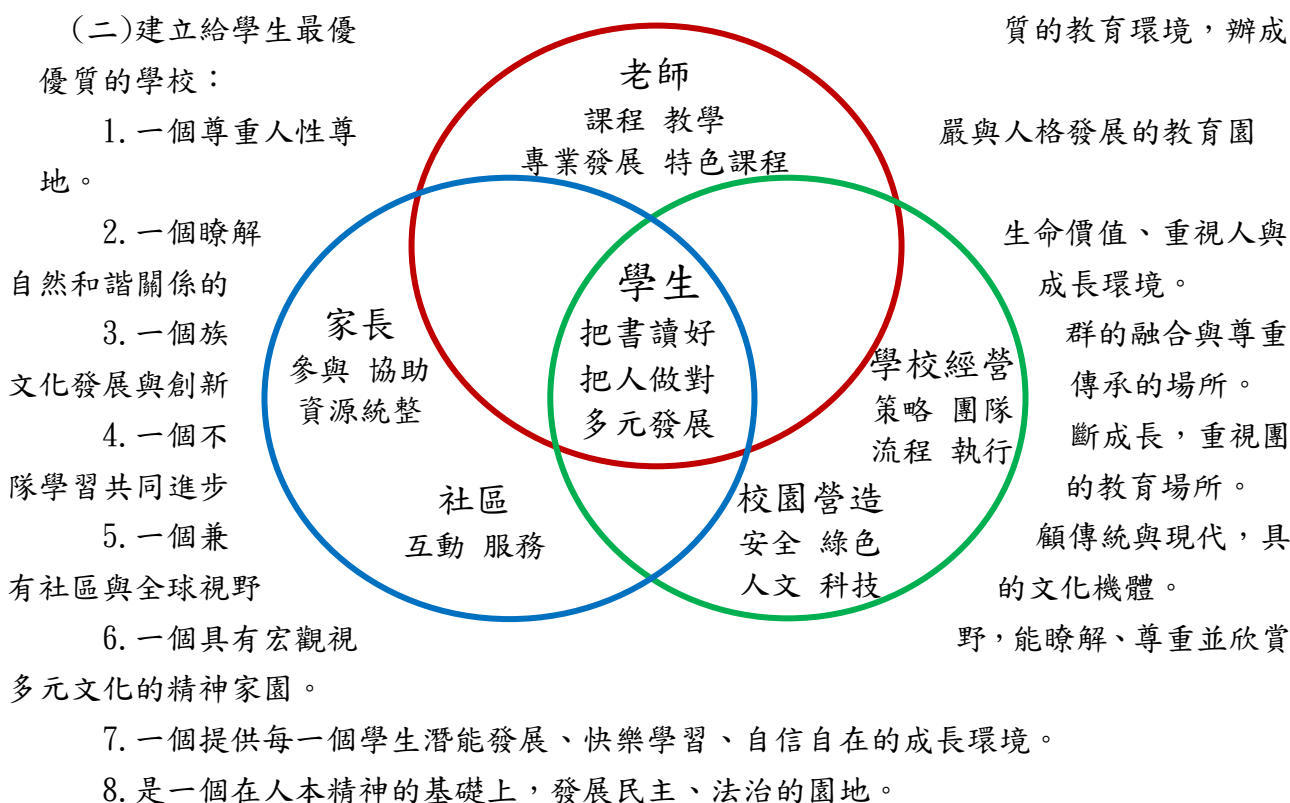 (二)建立給學生最優質的教育環境，辦成
優質的學校：
1.一個尊重人性尊嚴與人格發展的教育園
地。
2.一個瞭解生命價值、重視人與
自然和諧關係的成長環境。
3.一個族群的融合與尊重
文化發展與創新傳承的場所。
4.一個不斷成長，重視團
隊學習共同進步的教育場所。
5.一個兼顧傳統與現代，具
有社區與全球視野的文化機體。
6.一個具有宏觀視野，能瞭解、尊重並欣賞
多元文化的精神家園。
7.一個提供每一個學生潛能發展、快樂學習、自信自在的成長環境。
8.是一個在人本精神的基礎上，發展民主、法治的園地。
老師
課程 教學
專業發展 特色課程
學生
把書讀好
把人做對
多元發展
家長
參與 協助
資源統整
學校經營
策略 團隊
流程 執行
社區
互動 服務
校園營造
安全 綠色
人文 科技